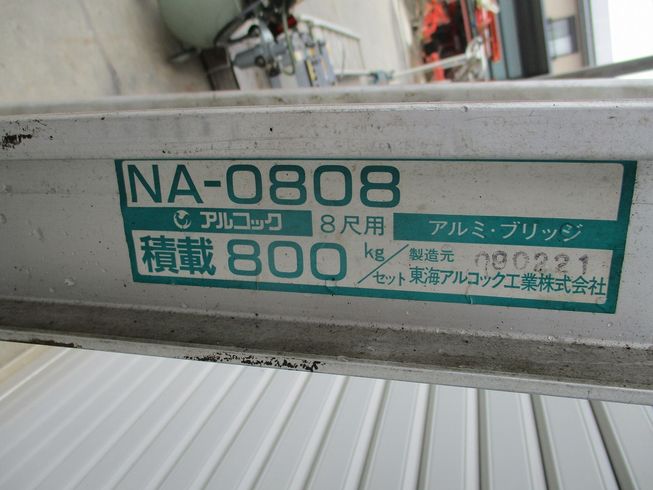 NA-0808
アルコック 8尺用 アルミ・ブリッジ
積載 800 kg/セット 製造元 090221
東海アルコック工業株式会社